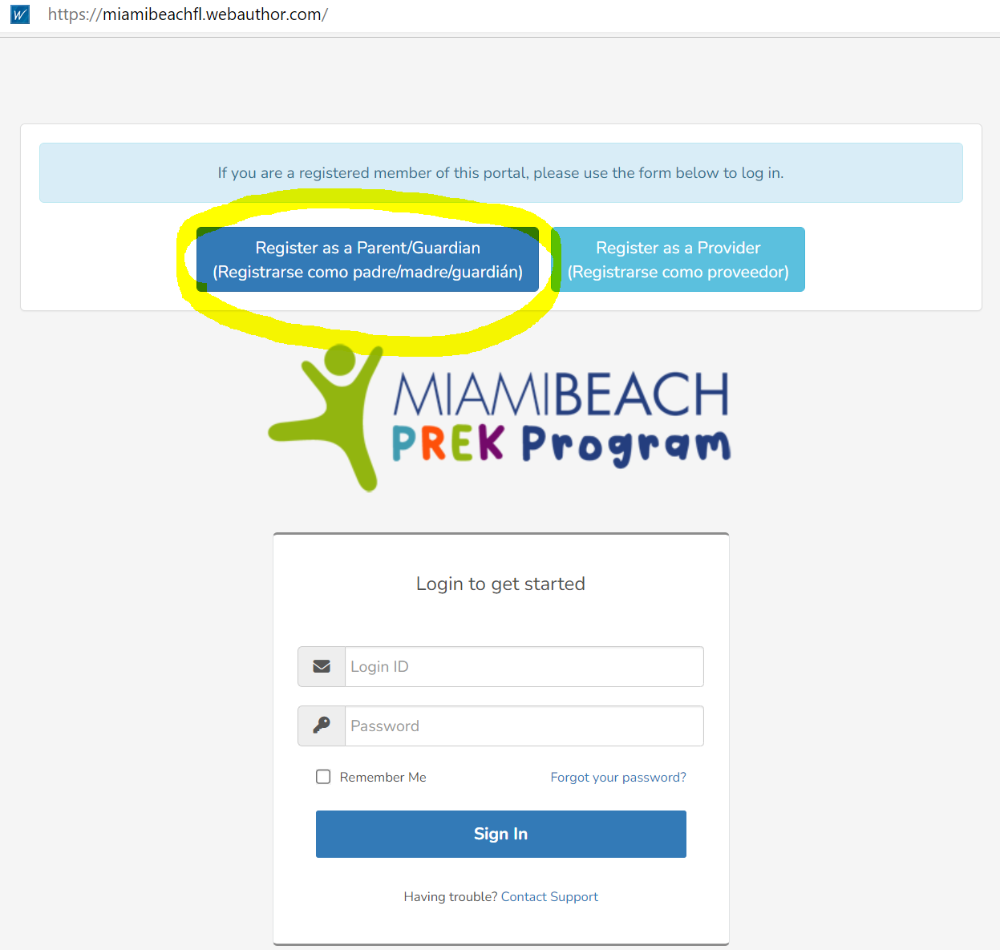 W https://miamibeachfl.webauthor.com/
If you are a registered member of this portal, please use the form below to log in.
Register as a Parent/Guardian
(Registrarse como padre/madre/guardián)
Register as a Provider
(Registrarse como proveedor)
MIAMIBEACH
PREK Program
Login to get started
Login ID
Password
Remember Me Forgot your password?
Sign In
Having trouble? Contact Support